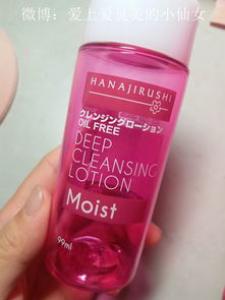 微博：爱上爱逞美的小仙女
HANAJIRUSHI
クレンジングローション
OIL FREE
DEEP
CLEANSING
LOTION
Moist
99ml